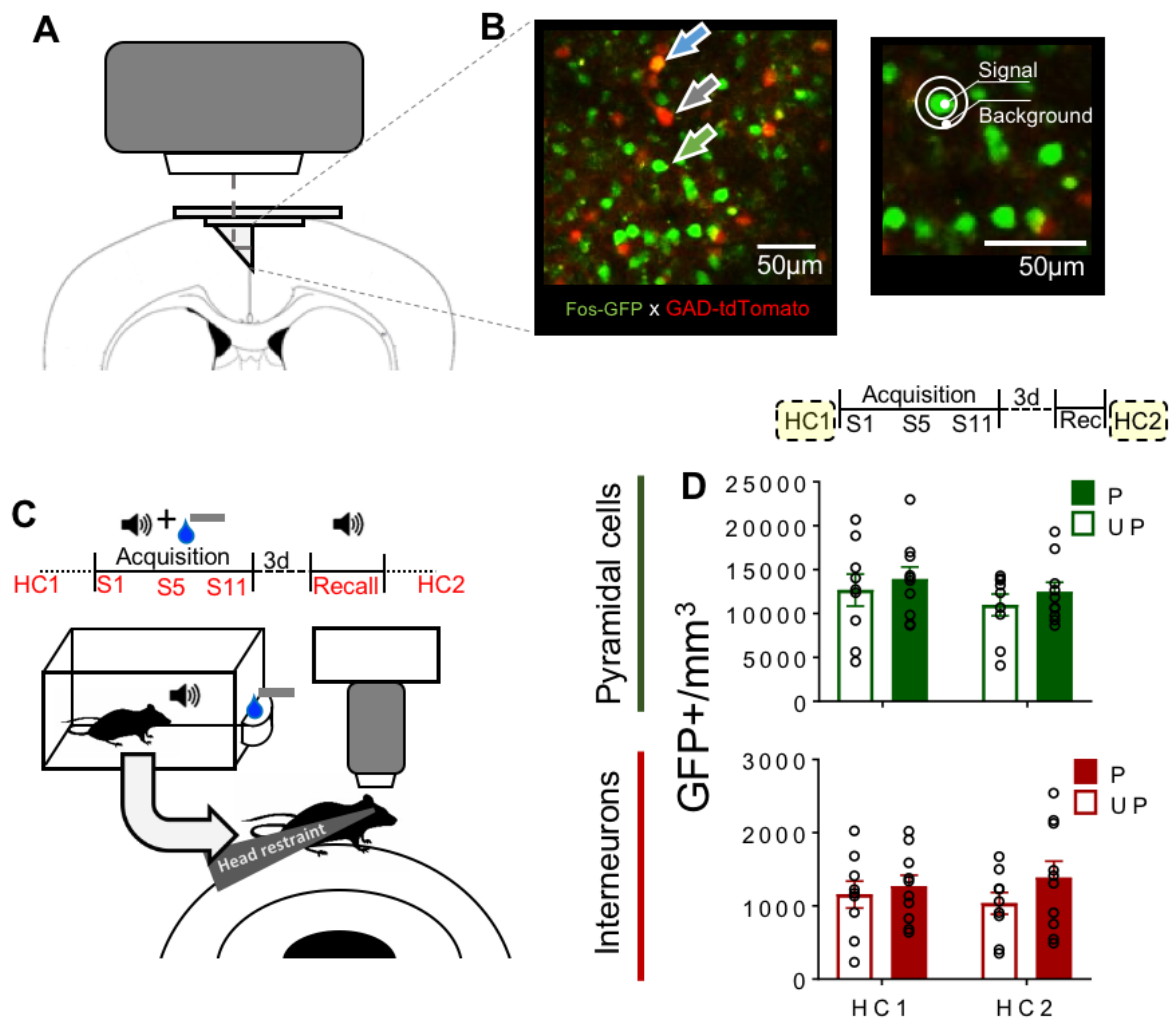 A
B
Signal
Background
50μm
50μm
Fos-GFP x GAD-tdTomato
C
+
Acquisition
3d
HC1
S1
S5
S11
Recall
HC2
Head restraint
Acquisition
3d
HC1
S1
S5
S11
Rec
HC2
D
Pyramidal cells
Interneurons
GFP+/mm³
25000
20000
15000
10000
5000
0
P
UP
3000
2000
1000
0
P
UP
HC1
HC2